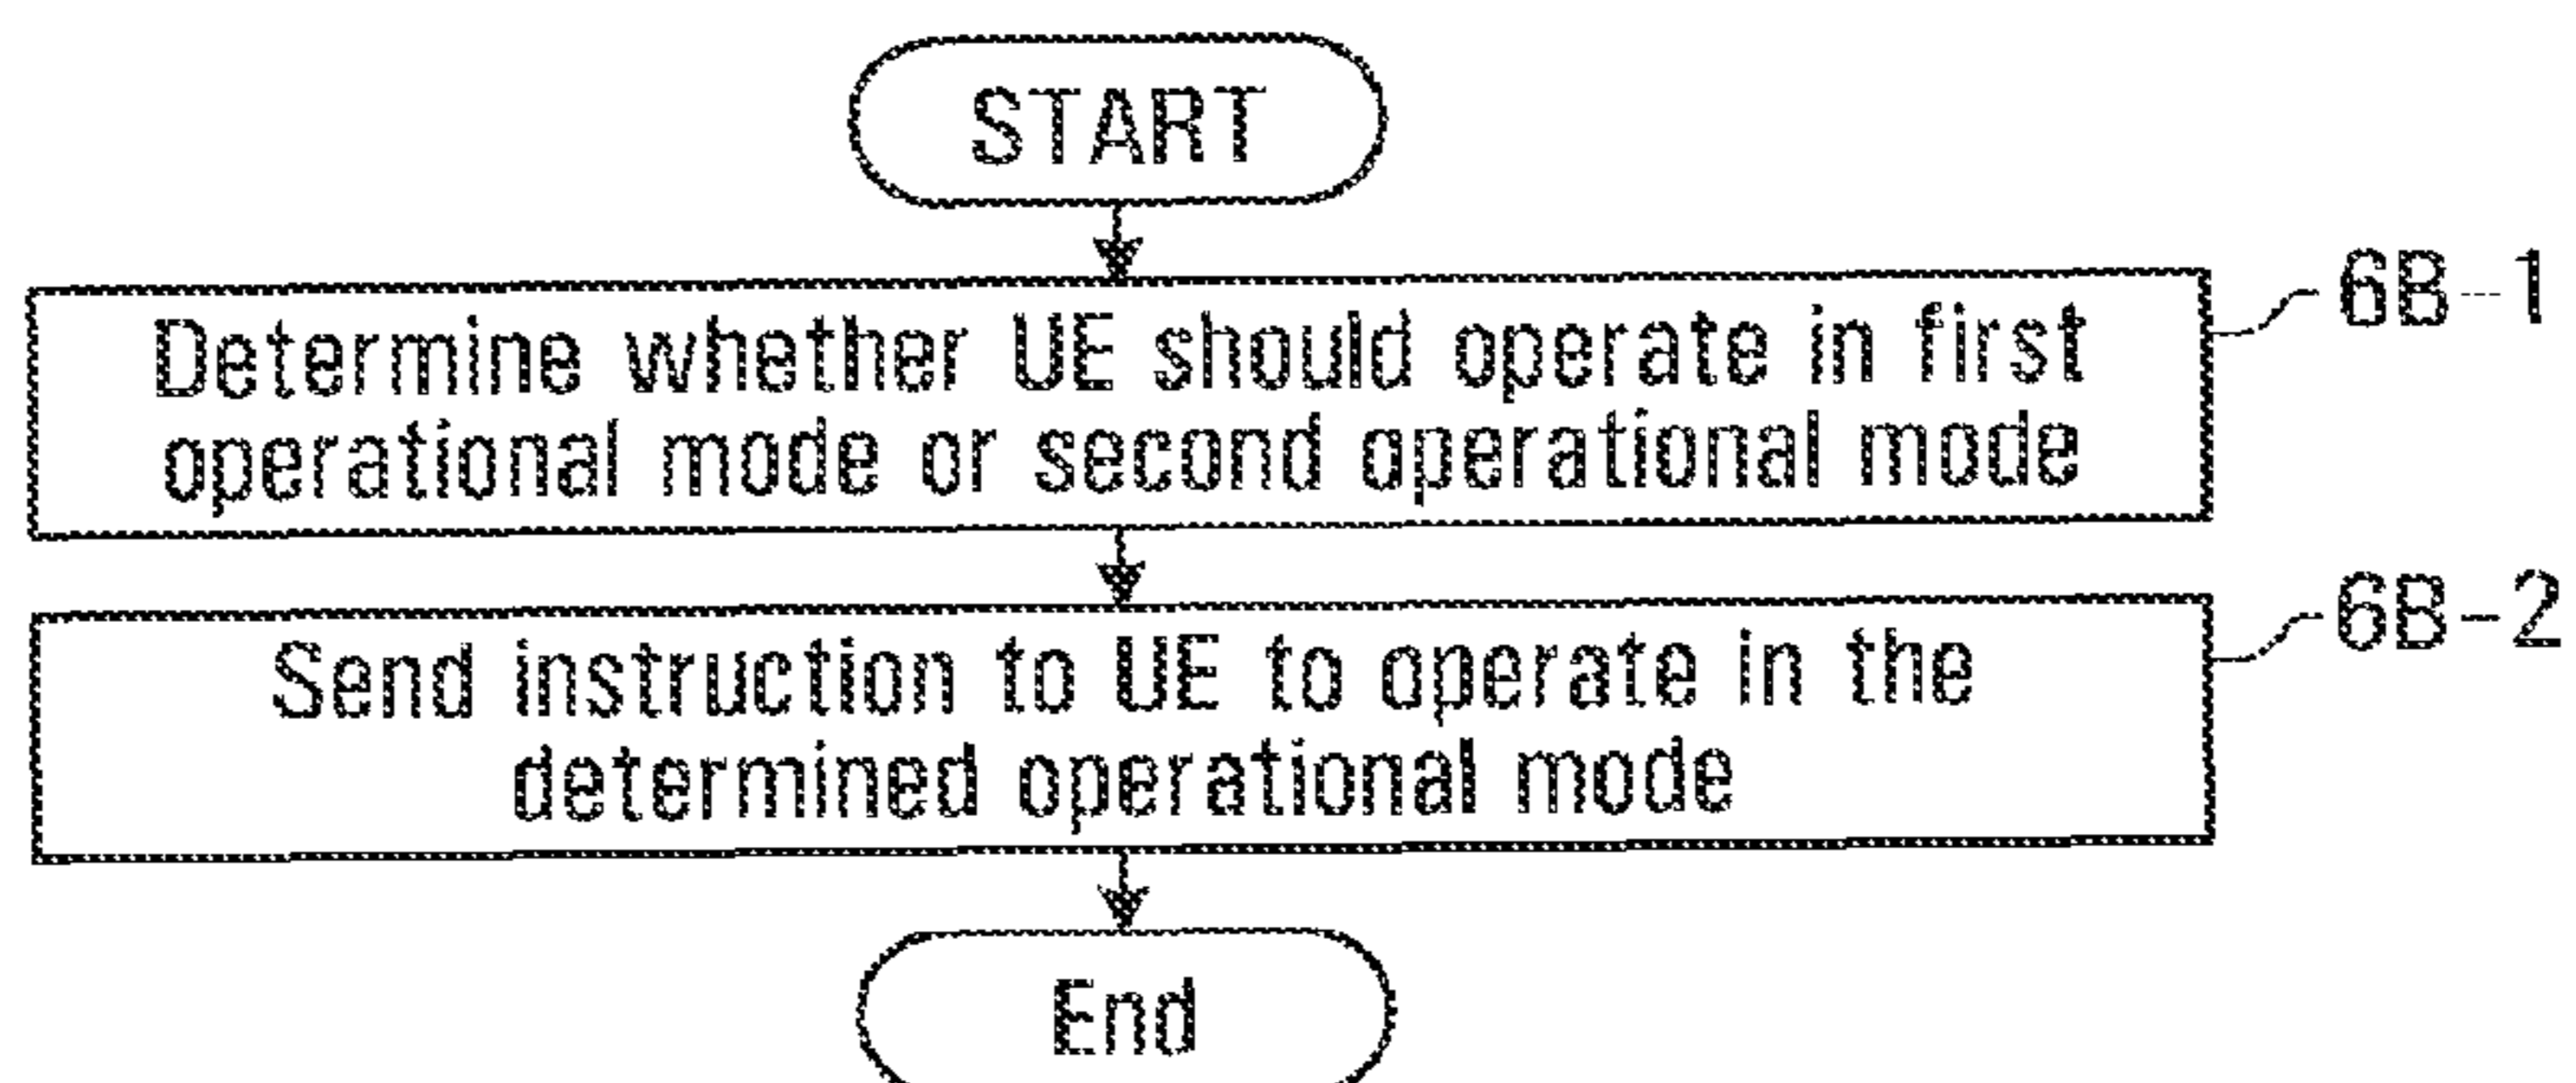 START
6B-1
Determine whether UE should operate in first
operational mode or second operational mode
6B-2
Send instruction to UE to operate in the
determined operational mode
End